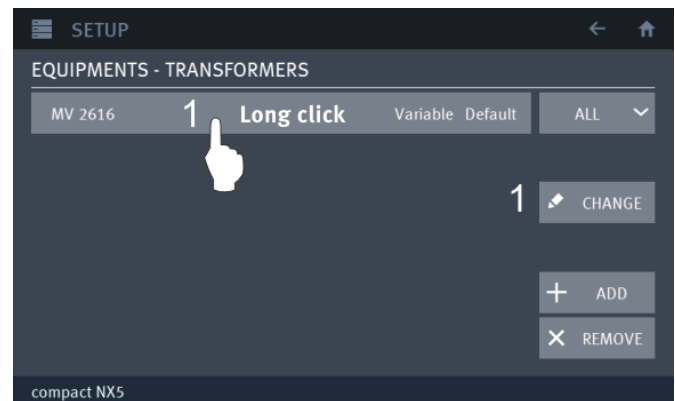 SETUP
EQUIPMENTS - TRANSFORMERS
MV 2616 1 Long click Variable Default ALL
1 CHANGE
ADD
REMOVE
compact NX5